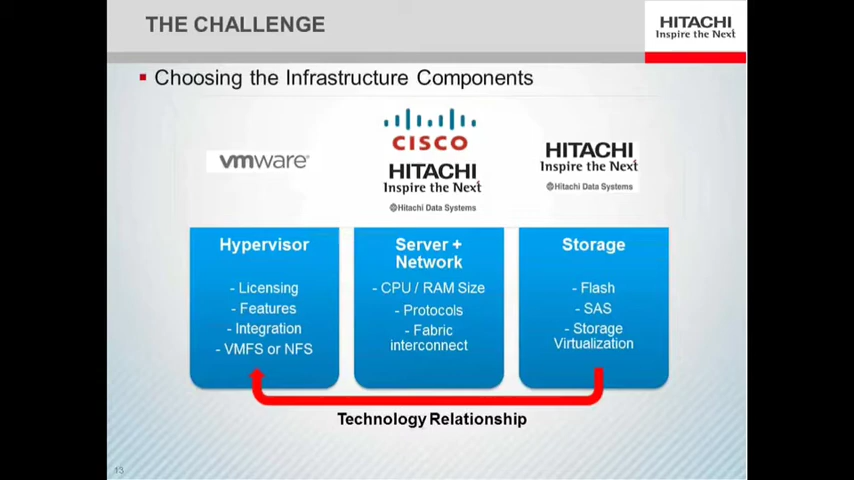 THE CHALLENGE
HITACHI
Inspire the Next
▪ Choosing the Infrastructure Components
vmware®
CISCO
HITACHI
Inspire the Next
Hitachi Data Systems
HITACHI
Inspire the Next
Hitachi Data Systems
Hypervisor
- Licensing
- Features
- Integration
- VMFS or NFS
Server +
Network
- CPU / RAM Size
- Protocols
- Fabric
interconnect
Storage
- Flash
- SAS
- Storage
Virtualization
Technology Relationship
13